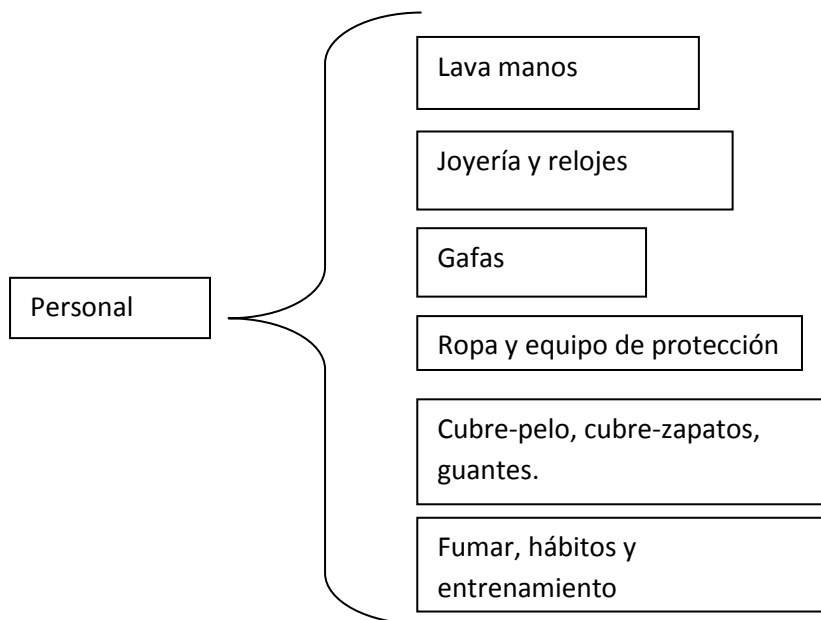 Lava manos
Joyería y relojes
Gafas
Personal
Ropa y equipo de protección
Cubre-pelo, cubre-zapatos,
guantes.
Fumar, hábitos y
entrenamiento